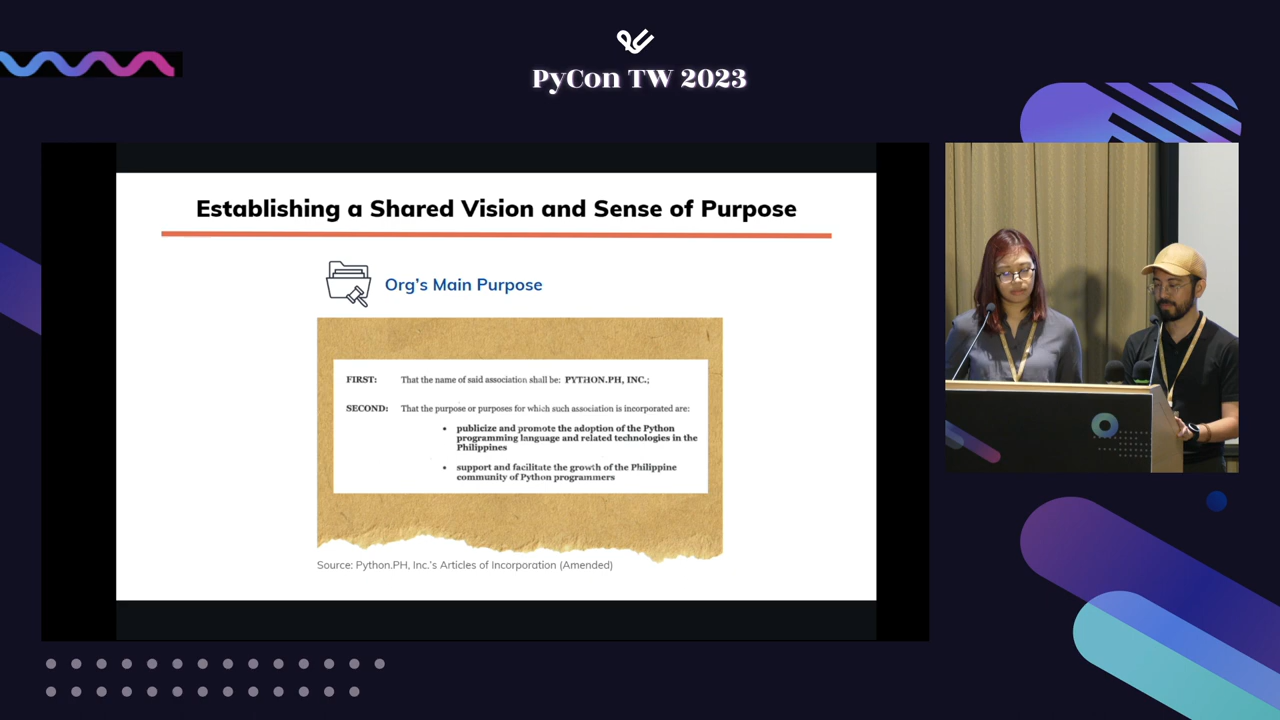 PyCon TW 2023
Establishing a Shared Vision and Sense of Purpose
Org's Main Purpose
FIRST: That the name of said association shall be: PYTHON.PH, INC.;
SECOND: That the purpose or purposes for which such association is incorporated are:
• publicize and promote the adoption of the Python
programming language and related technologies in the
Philippines
• support and facilitate the growth of the Philippine
community of Python programmers
Source: Python.PH, Inc.'s Articles of Incorporation (Amended)